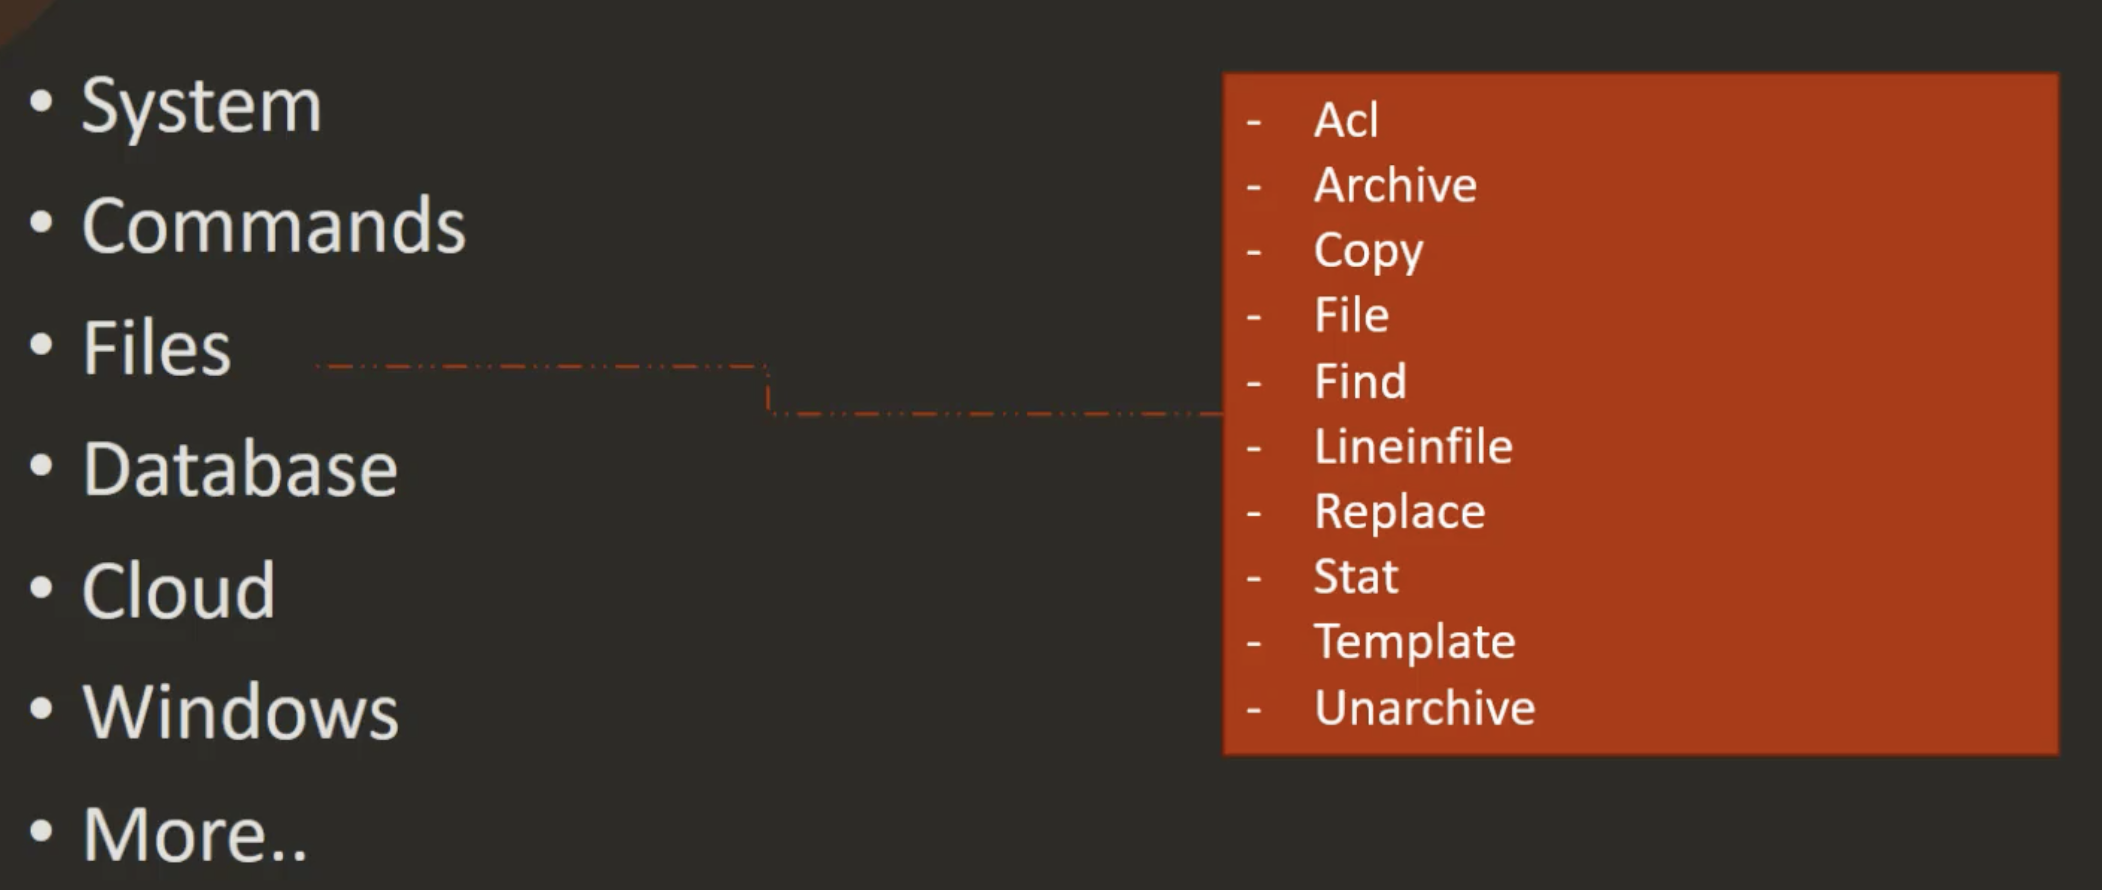 • System
• Commands
• Files
• Database
• Cloud
• Windows
• More..
- Acl
- Archive
- Copy
- File
- Find
- Lineinfile
- Replace
- Stat
- Template
- Unarchive